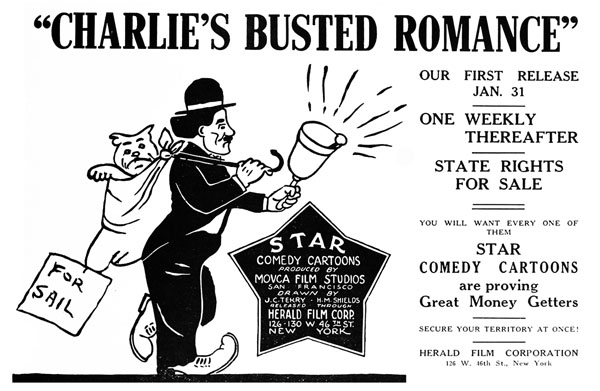 "CHARLIE'S BUSTED ROMANCE"
OUR FIRST RELEASE
JAN. 31
ONE WEEKLY
THEREAFTER
STATE RIGHTS
FOR SALE
YOU WILL WANT EVERY ONE OF
THEM
STAR
COMEDY CARTOONS
are proving
Great Money Getters
SECURE YOUR TERRITORY AT ONCE!
HERALD FILM CORPORATION
126 W. 46th St., New York
FOR
SAIL
STAR
COMEDY CARTOONS
PRODUCED BY
MOVCA FILM STUDIOS
SAN FRANCISCO
DRAWN BY
J.C. TEHRY - H.M. SHIELDS
RELEASED THROUGH
HERALD FILM CORP.
126-130 W 46TH ST.
NEW YORK